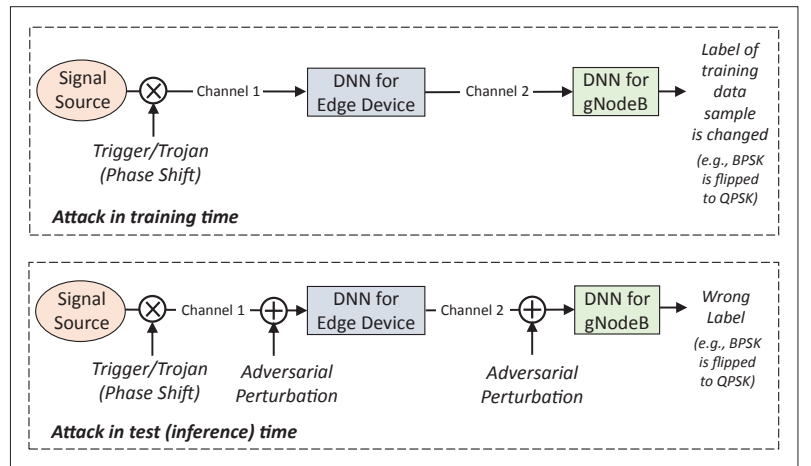 Signal
Source
Channel 1
DNN for
Edge Device
Channel 2
DNN for
gNodeB
Label of
training
data
sample
is changed
(e.g., BPSK
is flipped
to QPSK)
Trigger/Trojan
(Phase Shift)
Attack in training time
Signal
Source
Channel 1
DNN for
Edge Device
Channel 2
DNN for
gNodeB
Wrong
Label
(e.g., BPSK
is flipped
to QPSK)
Trigger/Trojan
(Phase Shift)
Adversarial
Perturbation
Adversarial
Perturbation
Attack in test (inference) time